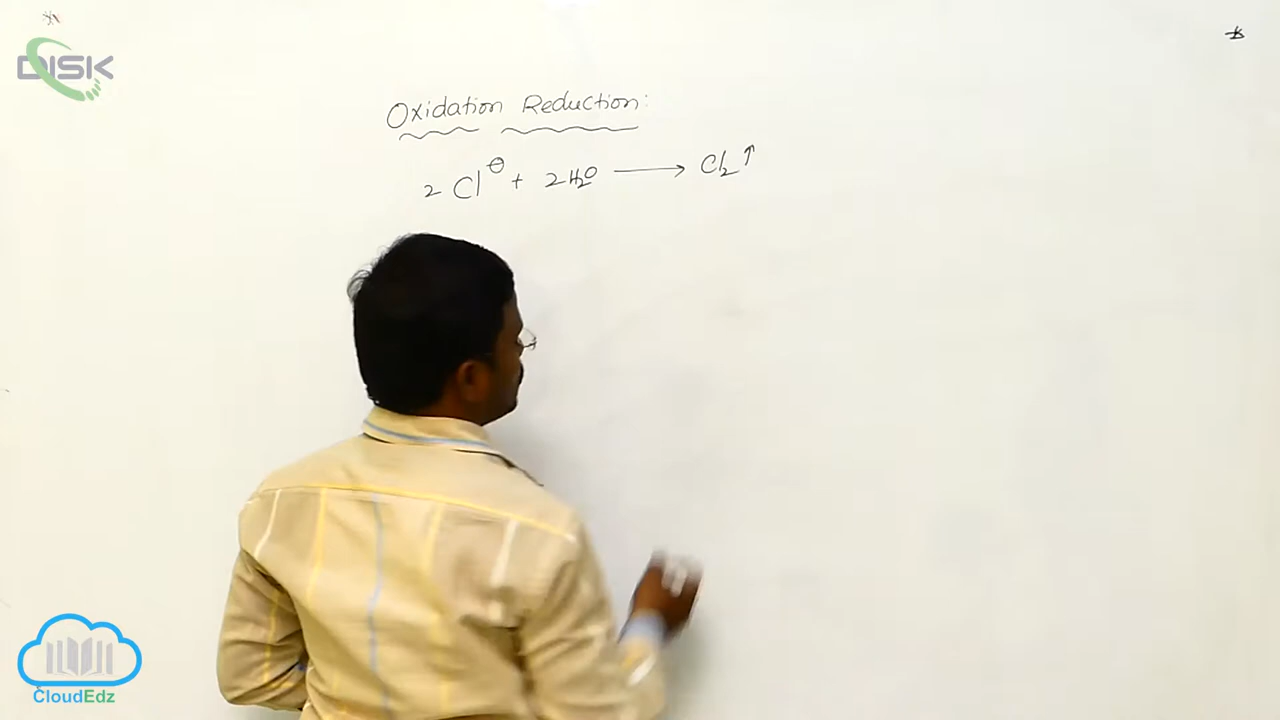 DISK
Oxidation Reduction:
2 Cl⊖ + 2H₂O → Cl₂↑
CloudEdz